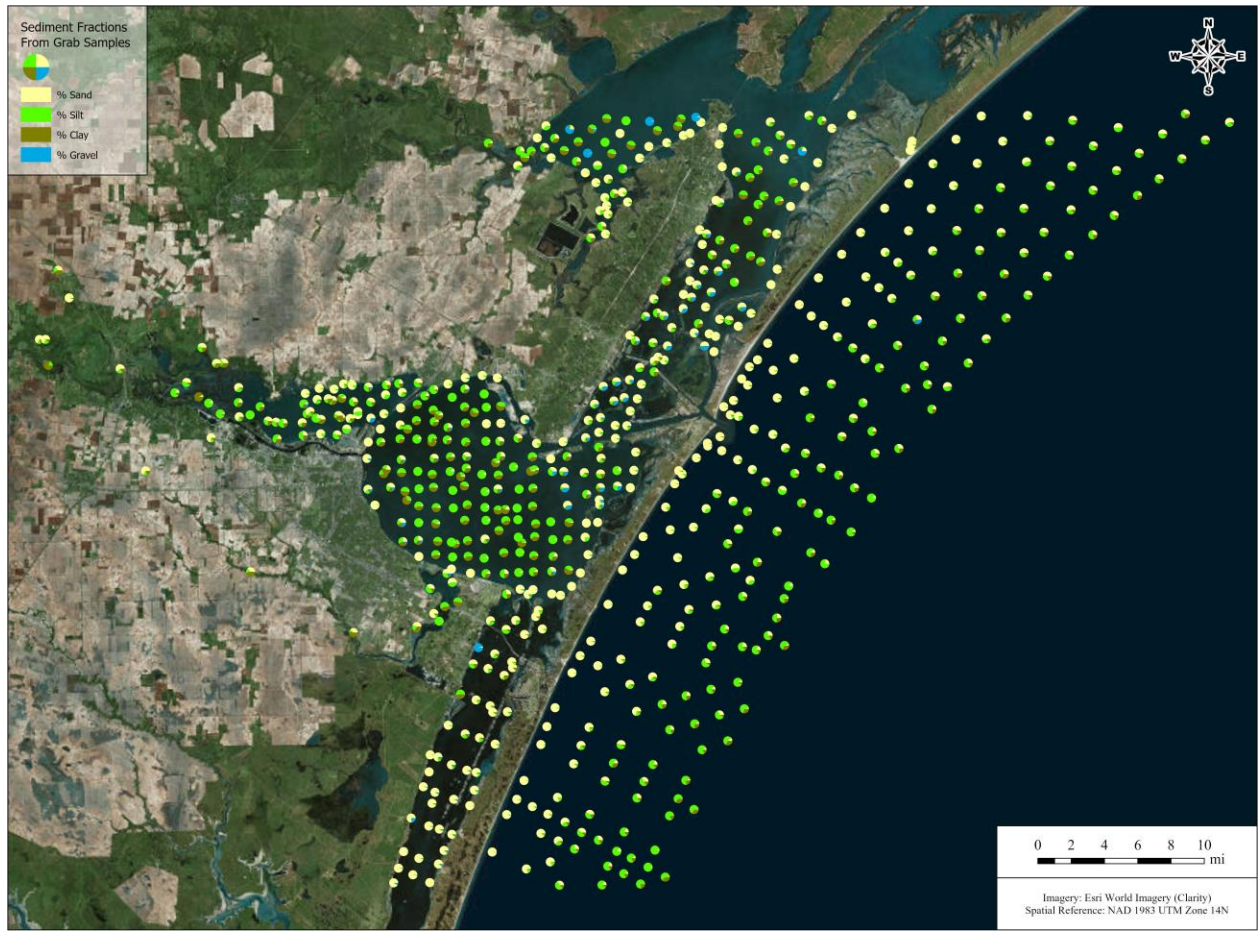 Sediment Fractions
From Grab Samples
% Sand
% Silt
% Clay
% Gravel
N
W E
S
0 2 4 6 8 10
mi
Imagery: Esri World Imagery (Clarity)
Spatial Reference: NAD 1983 UTM Zone 14N